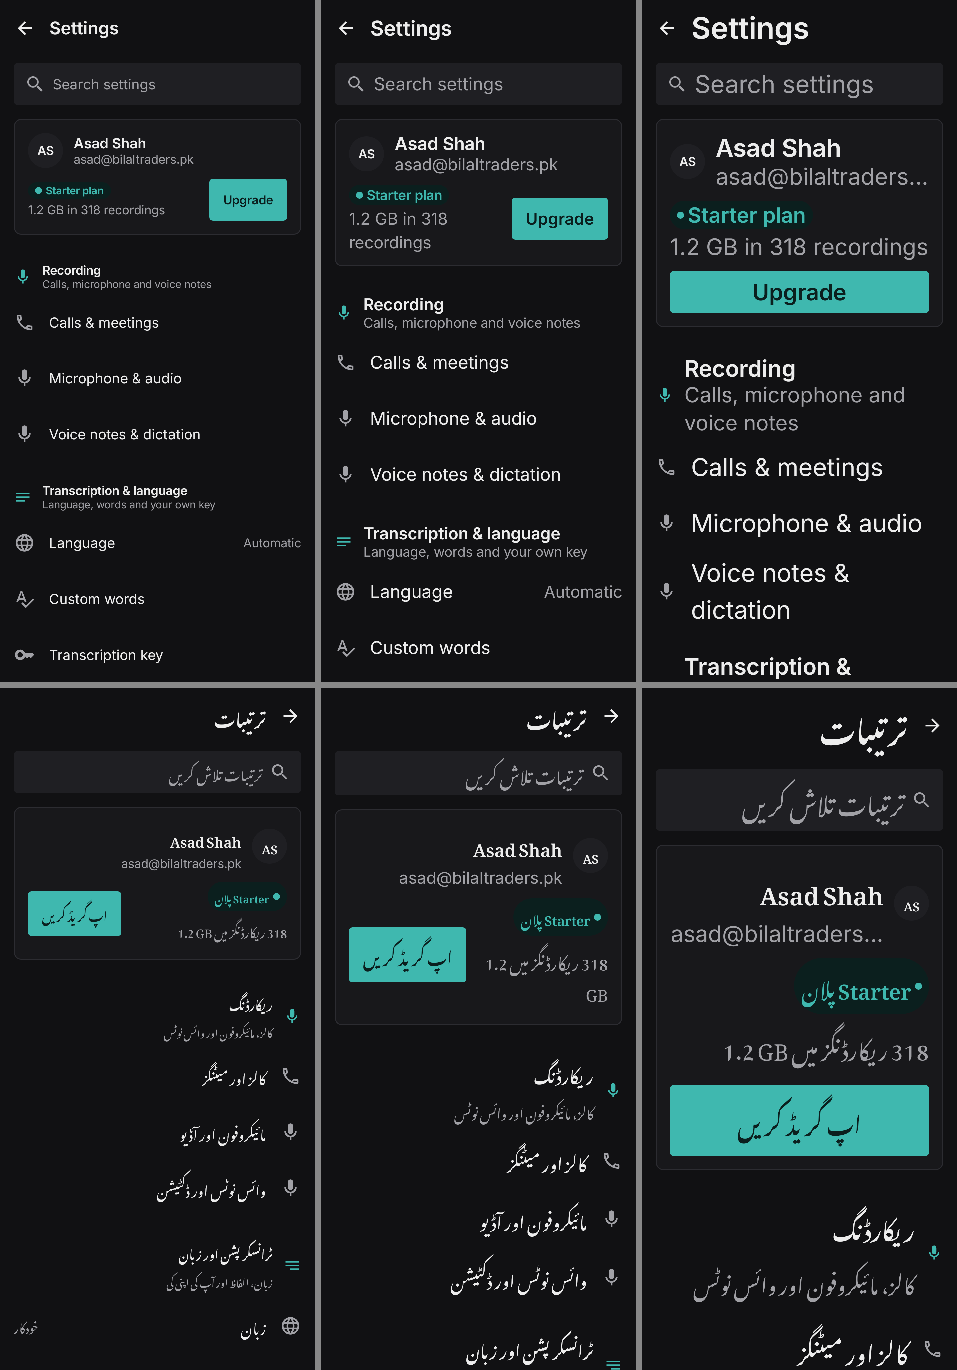 Settings
Search settings
AS
Asad Shah
asad@bilaltraders.pk
Starter plan
1.2 GB in 318 recordings
Upgrade
Recording
Calls, microphone and voice notes
Calls & meetings
Microphone & audio
Voice notes & dictation
Transcription & language
Language, words and your own key
Language
Automatic
Custom words
Transcription key
Settings
Search settings
AS
Asad Shah
asad@bilaltraders.pk
Starter plan
1.2 GB in 318
recordings
Upgrade
Recording
Calls, microphone and voice notes
Calls & meetings
Microphone & audio
Voice notes & dictation
Transcription & language
Language, words and your own key
Language
Automatic
Custom words
Settings
Search settings
AS
Asad Shah
asad@bilaltraders...
Starter plan
1.2 GB in 318 recordings
Upgrade
Recording
Calls, microphone and
voice notes
Calls & meetings
Microphone & audio
Voice notes &
dictation
Transcription &
ترتیبات
ترتیبات تلاش کریں
AS
Asad Shah
asad@bilaltraders.pk
Starter پلان
318 ریکارڈنگز میں 1.2 GB
اپ گریڈ کریں
ریکارڈنگ
کالز، مائیکروفون اور وائس نوٹس
کالز اور میٹنگز
مائیکروفون اور آڈیو
وائس نوٹس اور ڈکٹیشن
ٹرانسکرپشن اور زبان
زبان، الفاظ اور آپ کی اپنی کی
زبان
خودکار
ترتیبات
ترتیبات تلاش کریں
AS
Asad Shah
asad@bilaltraders.pk
Starter پلان
318 ریکارڈنگز میں 1.2
GB
اپ گریڈ کریں
ریکارڈنگ
کالز، مائیکروفون اور وائس نوٹس
کالز اور میٹنگز
مائیکروفون اور آڈیو
وائس نوٹس اور ڈکٹیشن
ٹرانسکرپشن اور زبان
ترتیبات
ترتیبات تلاش کریں
AS
Asad Shah
asad@bilaltraders...
Starter پلان
318 ریکارڈنگز میں 1.2 GB
اپ گریڈ کریں
ریکارڈنگ
کالز، مائیکروفون اور وائس نوٹس
کالز اور میٹنگز